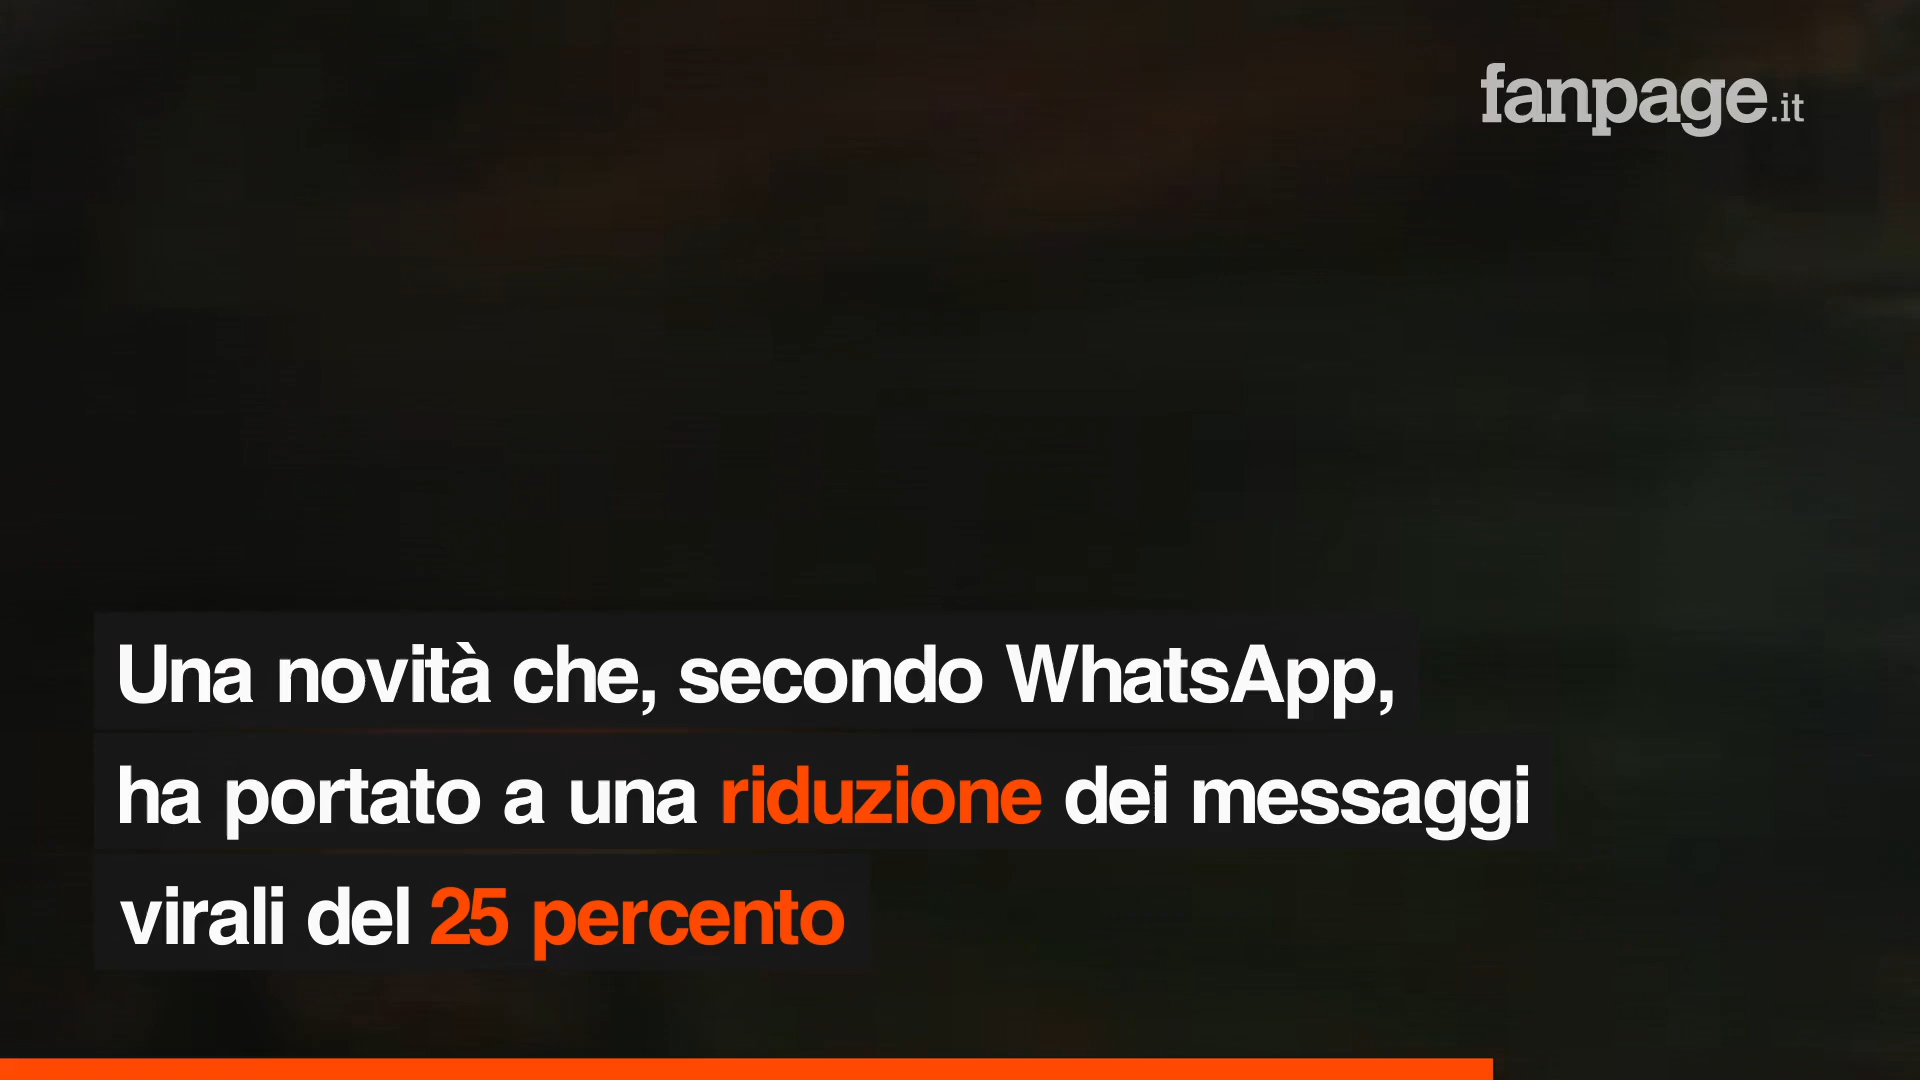 fanpage.it
Una novità che, secondo WhatsApp,
ha portato a una riduzione dei messaggi
virali del 25 percento